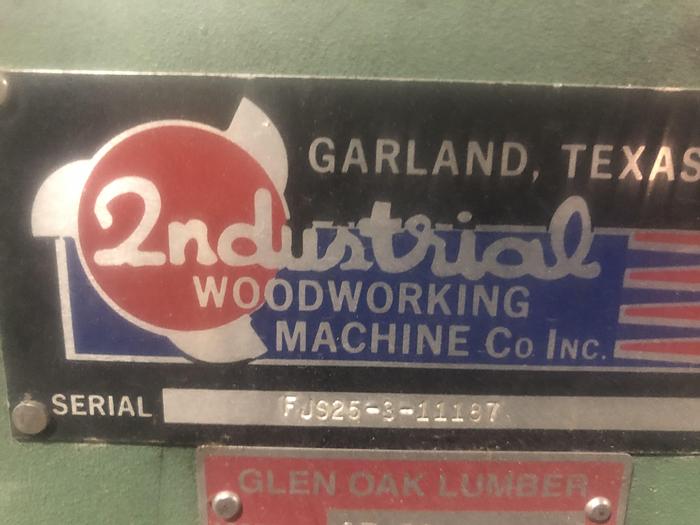 GARLAND, TEXAS
Industrial
WOODWORKING
MACHINE Co INC.
SERIAL FJS25-3-11187
GLEN OAK LUMBER